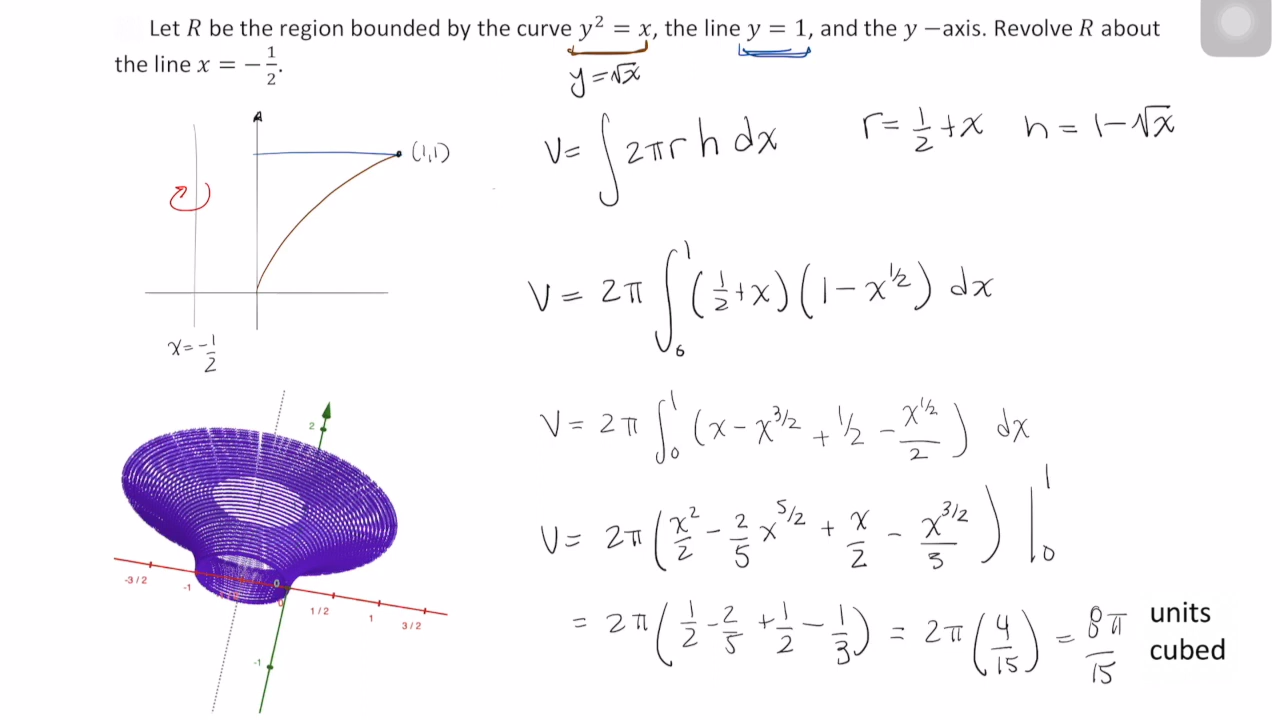 Let R be the region bounded by the curve y² = x, the line y = 1, and the y −axis. Revolve R about
the line x = −1/2.
y = √x
(1,1)
x = -1/2
V = ∫ 2πr h dx
r = 1/2 + x
h = 1 - √x
V = 2π ∫₀¹ (1/2 + x)(1 - x^(1/2)) dx
V = 2π ∫₀¹ (x - x^(3/2) + 1/2 - x^(1/2)/2) dx
V = 2π (x²/2 - 2/5 x^(5/2) + x/2 - x^(3/2)/3) |₀¹
= 2π (1/2 - 2/5 + 1/2 - 1/3) = 2π (4/15) = 8π/15
units
cubed
2
-3 / 2
-1
0
1 / 2
1
3 / 2
-1